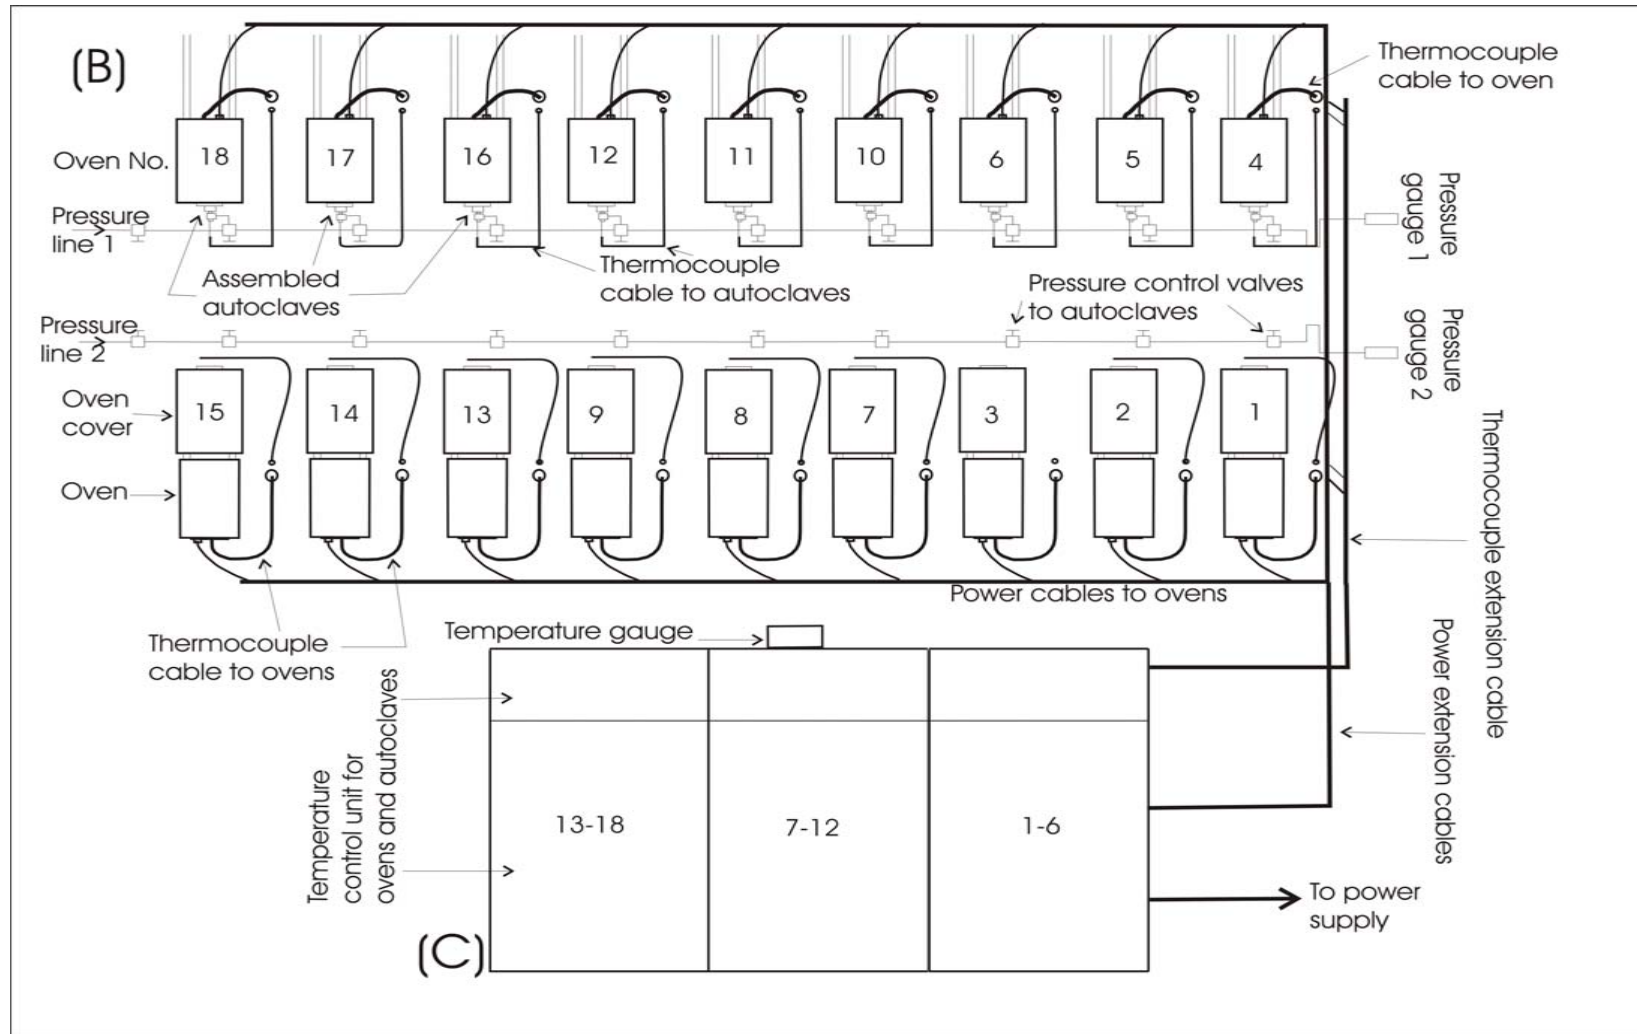 (B)
Thermocouple
cable to oven
Oven No.
18
17
16
12
11
10
6
5
4
Pressure
line 1
Pressure
gauge 1
Assembled
autoclaves
Thermocouple
cable to autoclaves
Pressure control valves
to autoclaves
Pressure
line 2
Pressure
gauge 2
Oven
cover
15
14
13
9
8
7
3
2
1
Oven
Thermocouple extension cable
Power cables to ovens
Thermocouple
cable to ovens
Temperature gauge
Power extension cables
Temperature
control unit for
ovens and autoclaves
13-18
7-12
1-6
To power
supply
(C)